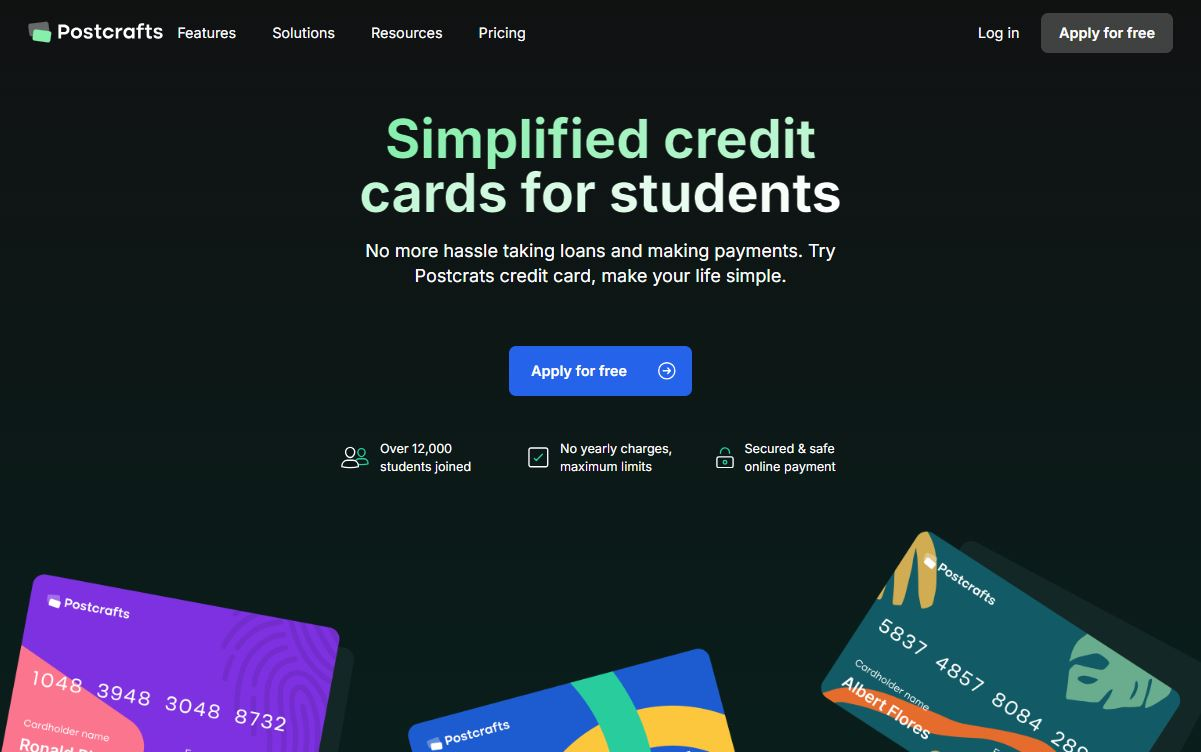 Postcrafts
Features
Solutions
Resources
Pricing
Log in
Apply for free
Simplified credit
cards for students
No more hassle taking loans and making payments. Try
Postcrats credit card, make your life simple.
Apply for free
Over 12,000
students joined
No yearly charges,
maximum limits
Secured & safe
online payment
Postcrafts
1048 3948 3048 8732
Cardholder name
Ronald
Postcrafts
Postcrafts
5837 4857 8084
Cardholder name
Albert Flores